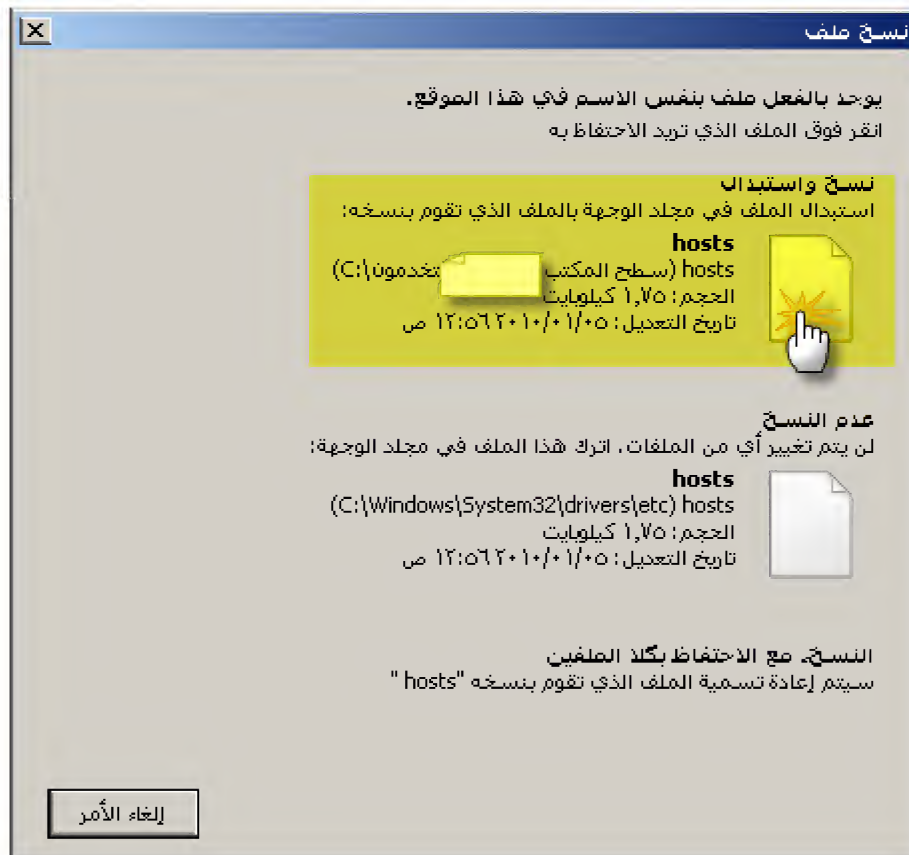 نسخ ملف
يوجد بالفعل ملف بنفس الاسم في هذا الموقع.
انقر فوق الملف الذي تريد الاحتفاظ به
نسخ واستبدال
استبدال الملف في مجلد الوجهة بالملف الذي تقوم بنسخه:
hosts
hosts (سطح المكتب تخدمون\C:)
الحجم: ١,٧٥ كيلوبايت
تاريخ التعديل: ٢٠١٠/٠١/٠٥ ١٢:٥٦ ص
عدم النسخ
لن يتم تغيير أي من الملفات. اترك هذا الملف في مجلد الوجهة:
hosts
hosts (C:\Windows\System32\drivers\etc)
الحجم: ١,٧٥ كيلوبايت
تاريخ التعديل: ٢٠١٠/٠١/٠٥ ١٢:٥٦ ص
النسخ، مع الاحتفاظ بكلا الملفين
سيتم إعادة تسمية الملف الذي تقوم بنسخه "hosts "
إلغاء الأمر